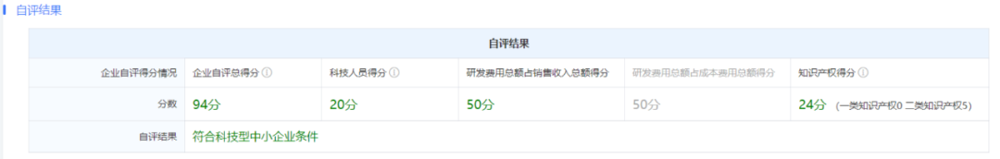 自评结果
自评结果
企业自评得分情况 企业自评总得分 科技人员得分 研发费用总额占销售收入总额得分 研发费用总额占成本费用总额得分 知识产权得分
分数 94分 20分 50分 50分 24分 (一类知识产权0 二类知识产权5)
自评结果 符合科技型中小企业条件